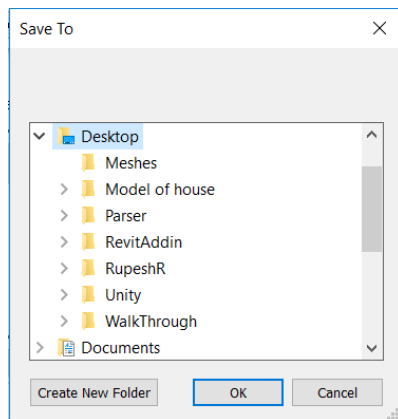 Save To
Desktop
Meshes
Model of house
Parser
RevitAddin
RupeshR
Unity
WalkThrough
Documents
Create New Folder OK Cancel